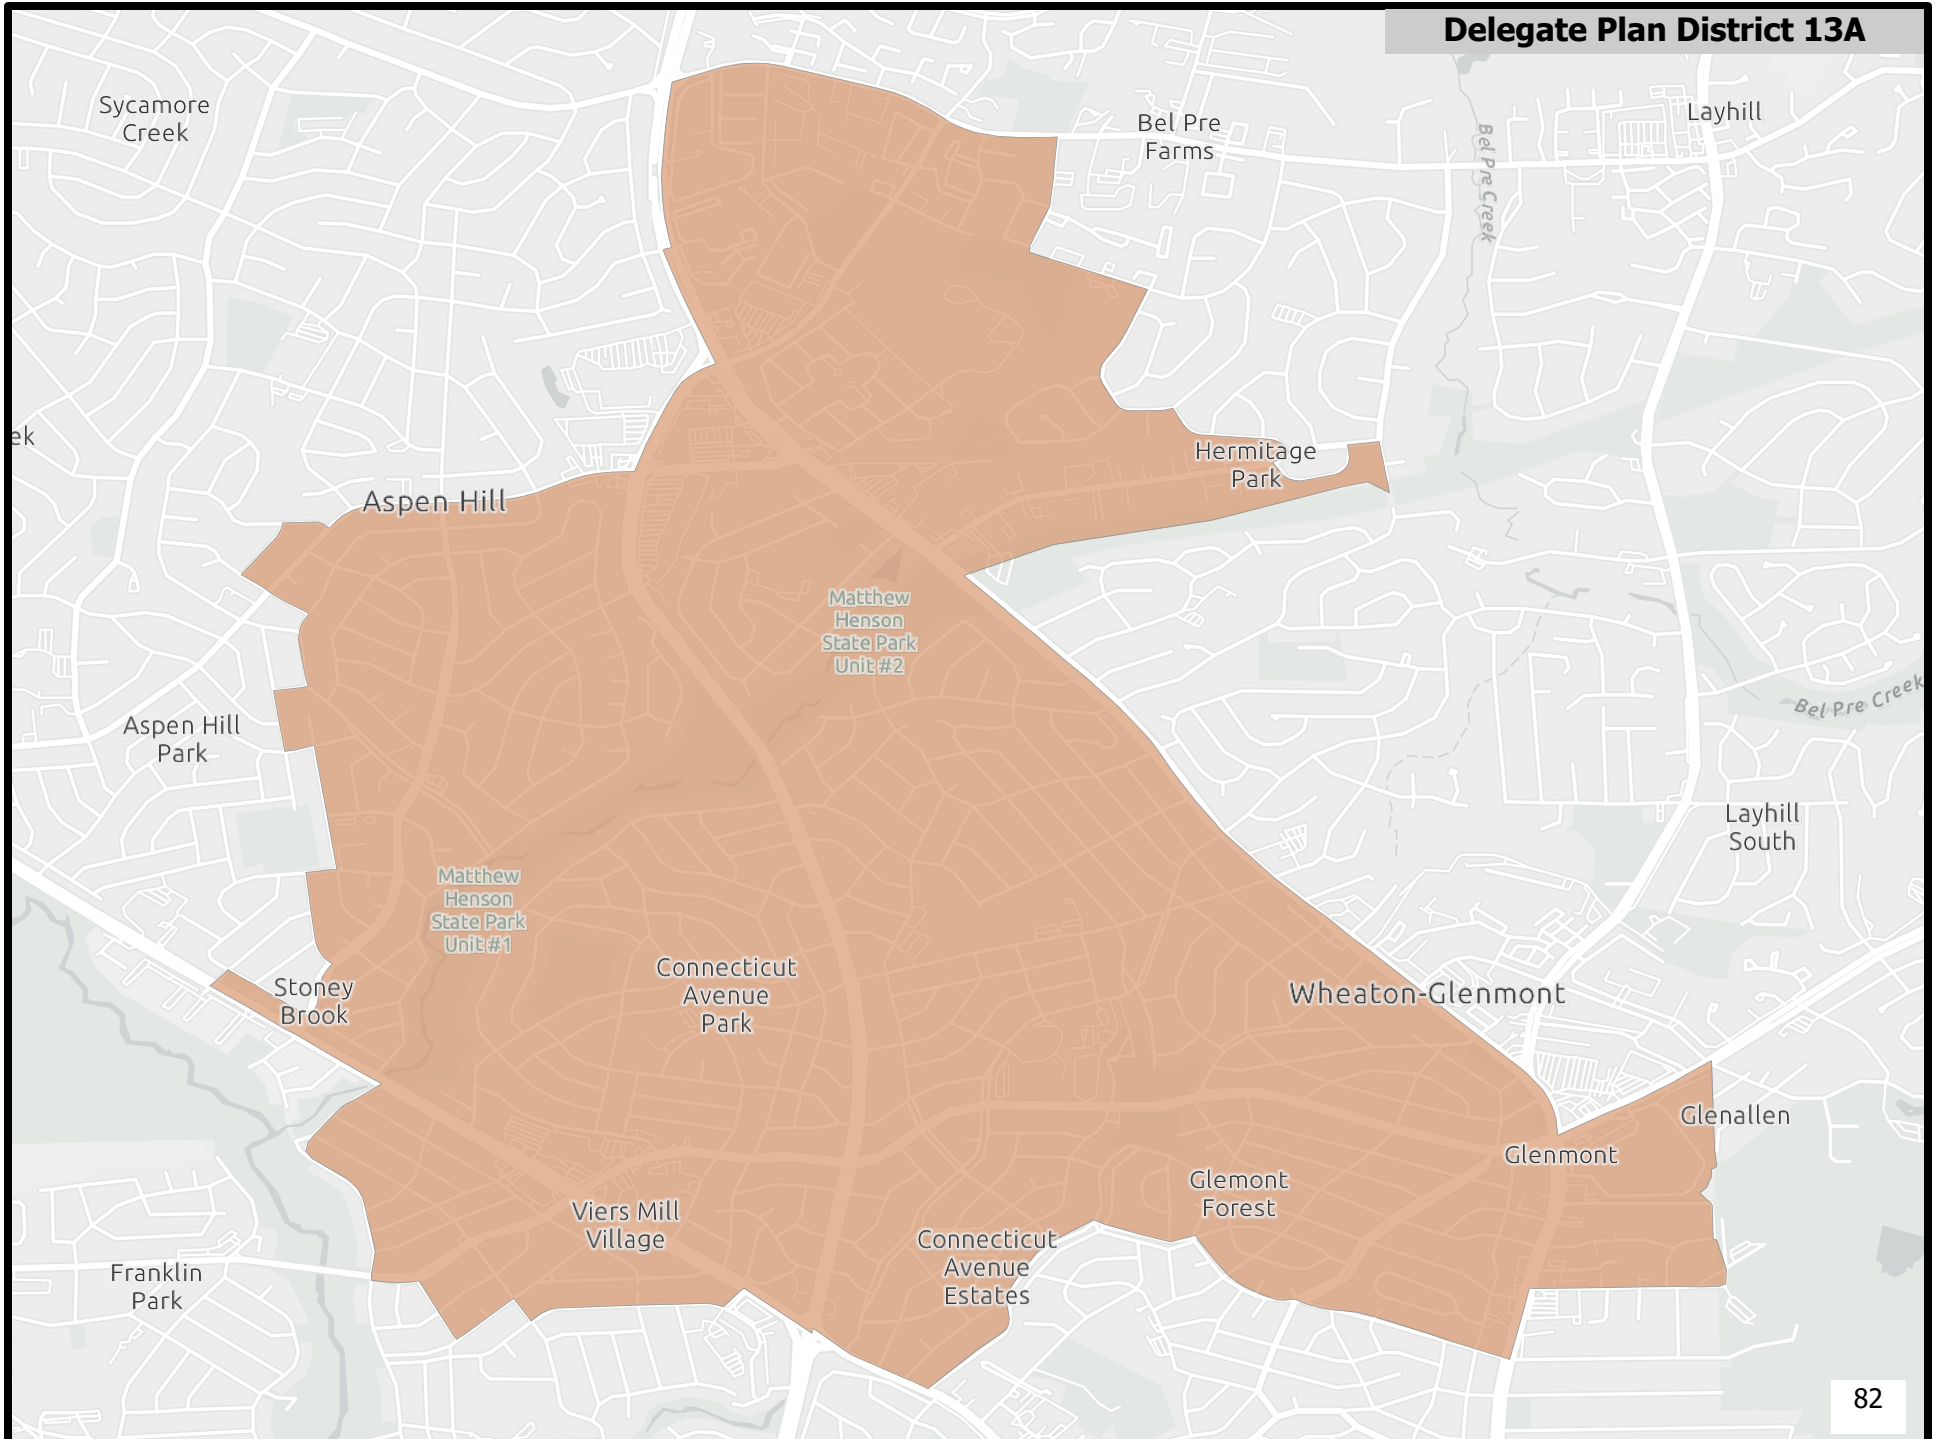 Delegate Plan District 13A
Sycamore
Creek
Bel Pre
Farms
Layhill
Bel Pre Creek
ek
Hermitage
Park
Aspen Hill
Matthew
Henson
State Park
Unit #2
Bel Pre Creek
Aspen Hill
Park
Layhill
South
Matthew
Henson
State Park
Unit #1
Connecticut
Avenue
Park
Stoney
Brook
Wheaton-Glenmont
Glenallen
Glenmont
Glemont
Forest
Viers Mill
Village
Connecticut
Avenue
Estates
Franklin
Park
82